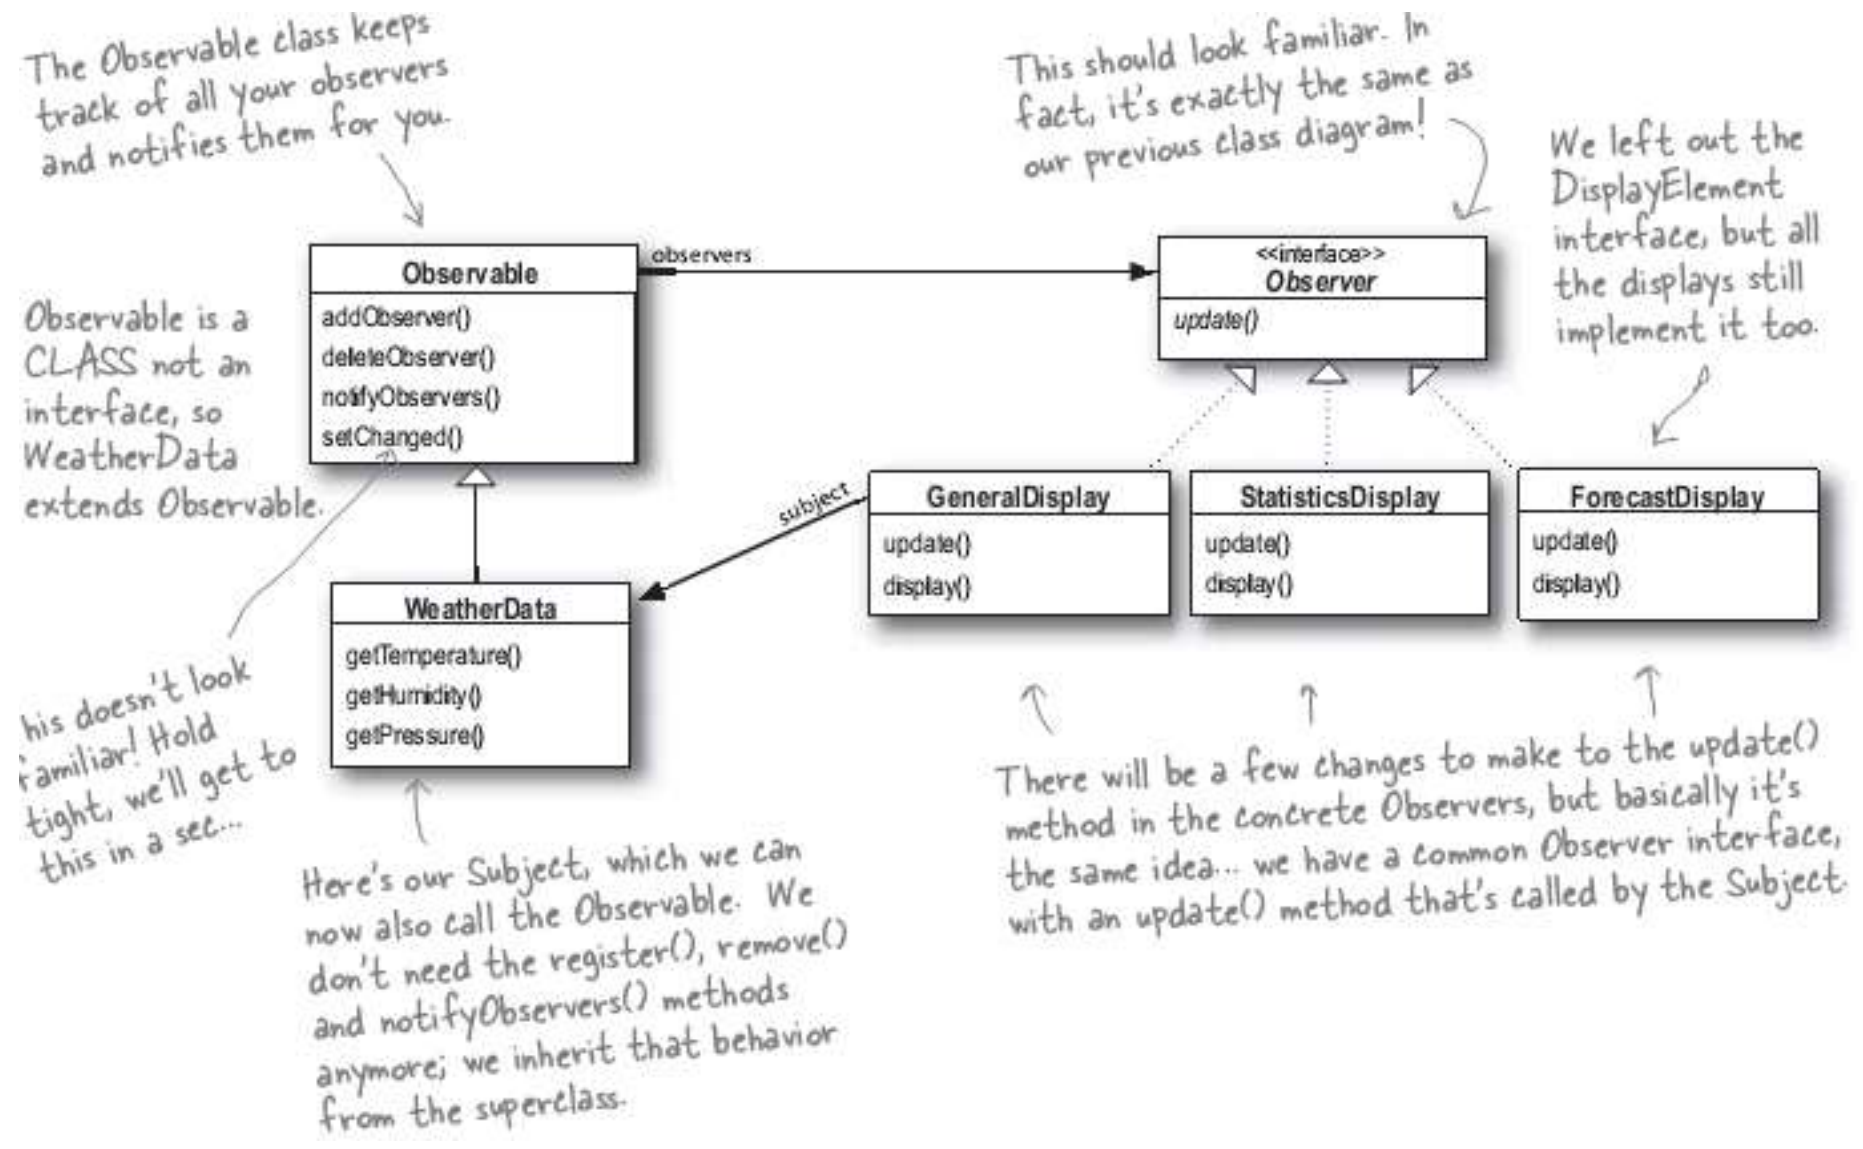 The Observable class keeps
track of all your observers
and notifies them for you.
This should look familiar. In
fact, it's exactly the same as
our previous class diagram!
We left out the
DisplayElement
interface, but all
the displays still
implement it too.
Observable is a
CLASS not an
interface, so
WeatherData
extends Observable.
Observable
addObserver()
deleteObserver()
notifyObservers()
setChanged()
observers
<<interface>>
Observer
update()
subject
GeneralDisplay
update()
display()
StatisticsDisplay
update()
display()
ForecastDisplay
update()
display()
WeatherData
getTemperature()
getHumidity()
getPressure()
his doesn't look
familiar! Hold
tight, we'll get to
this in a sec...
Here's our Subject, which we can
now also call the Observable. We
don't need the register(), remove()
and notifyObservers() methods
anymore; we inherit that behavior
from the superclass.
There will be a few changes to make to the update()
method in the concrete Observers, but basically it's
the same idea... we have a common Observer interface,
with an update() method that's called by the Subject.